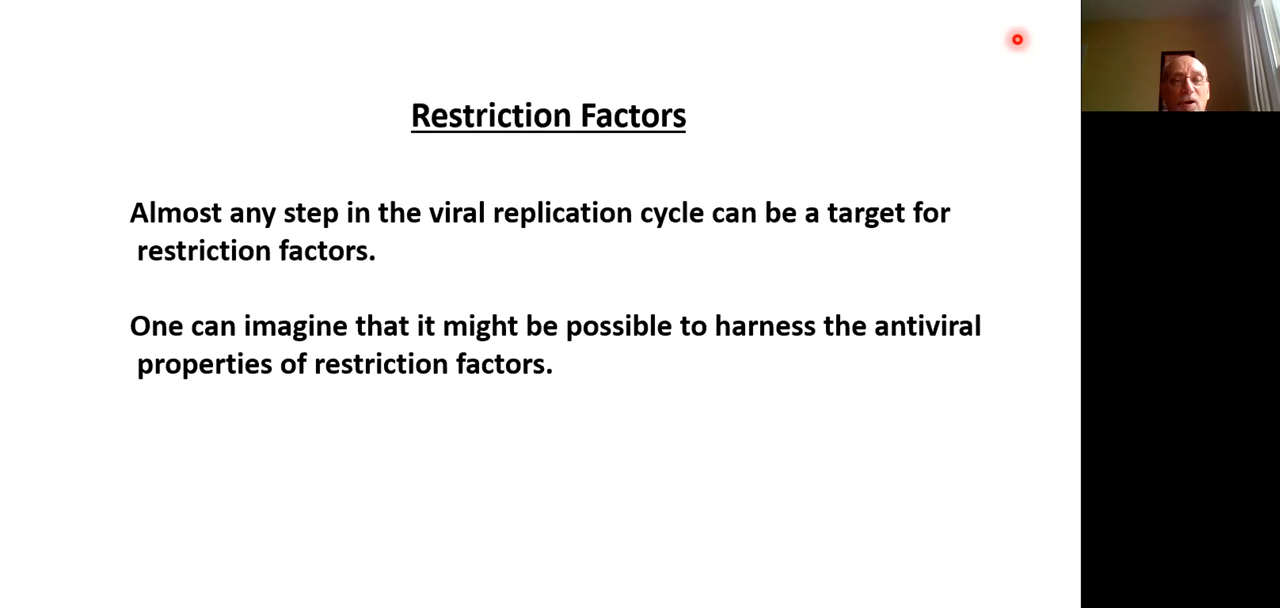 Restriction Factors
Almost any step in the viral replication cycle can be a target for
restriction factors.
One can imagine that it might be possible to harness the antiviral
properties of restriction factors.